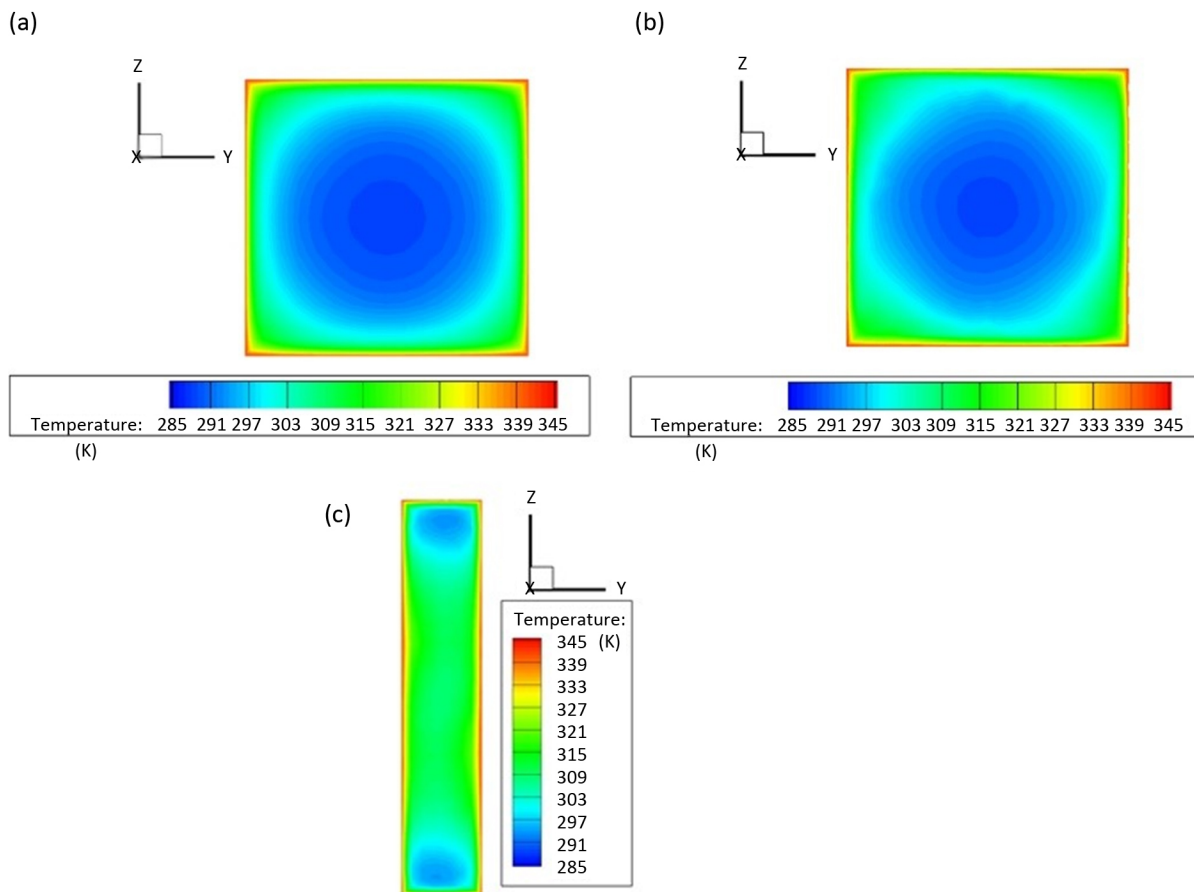 (a)
(b)
Z
X
Y
Z
X
Y
Temperature: 285 291 297 303 309 315 321 327 333 339 345
(K)
Temperature: 285 291 297 303 309 315 321 327 333 339 345
(K)
(c)
Z
X
Y
Temperature:
345 (K)
339
333
327
321
315
309
303
297
291
285